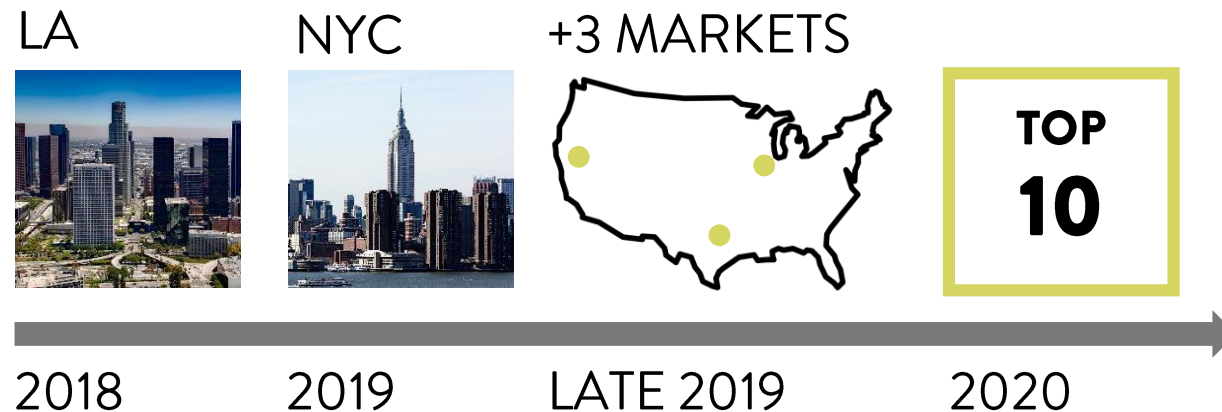 LA
NYC
+3 MARKETS
TOP
10
2018
2019
LATE 2019
2020